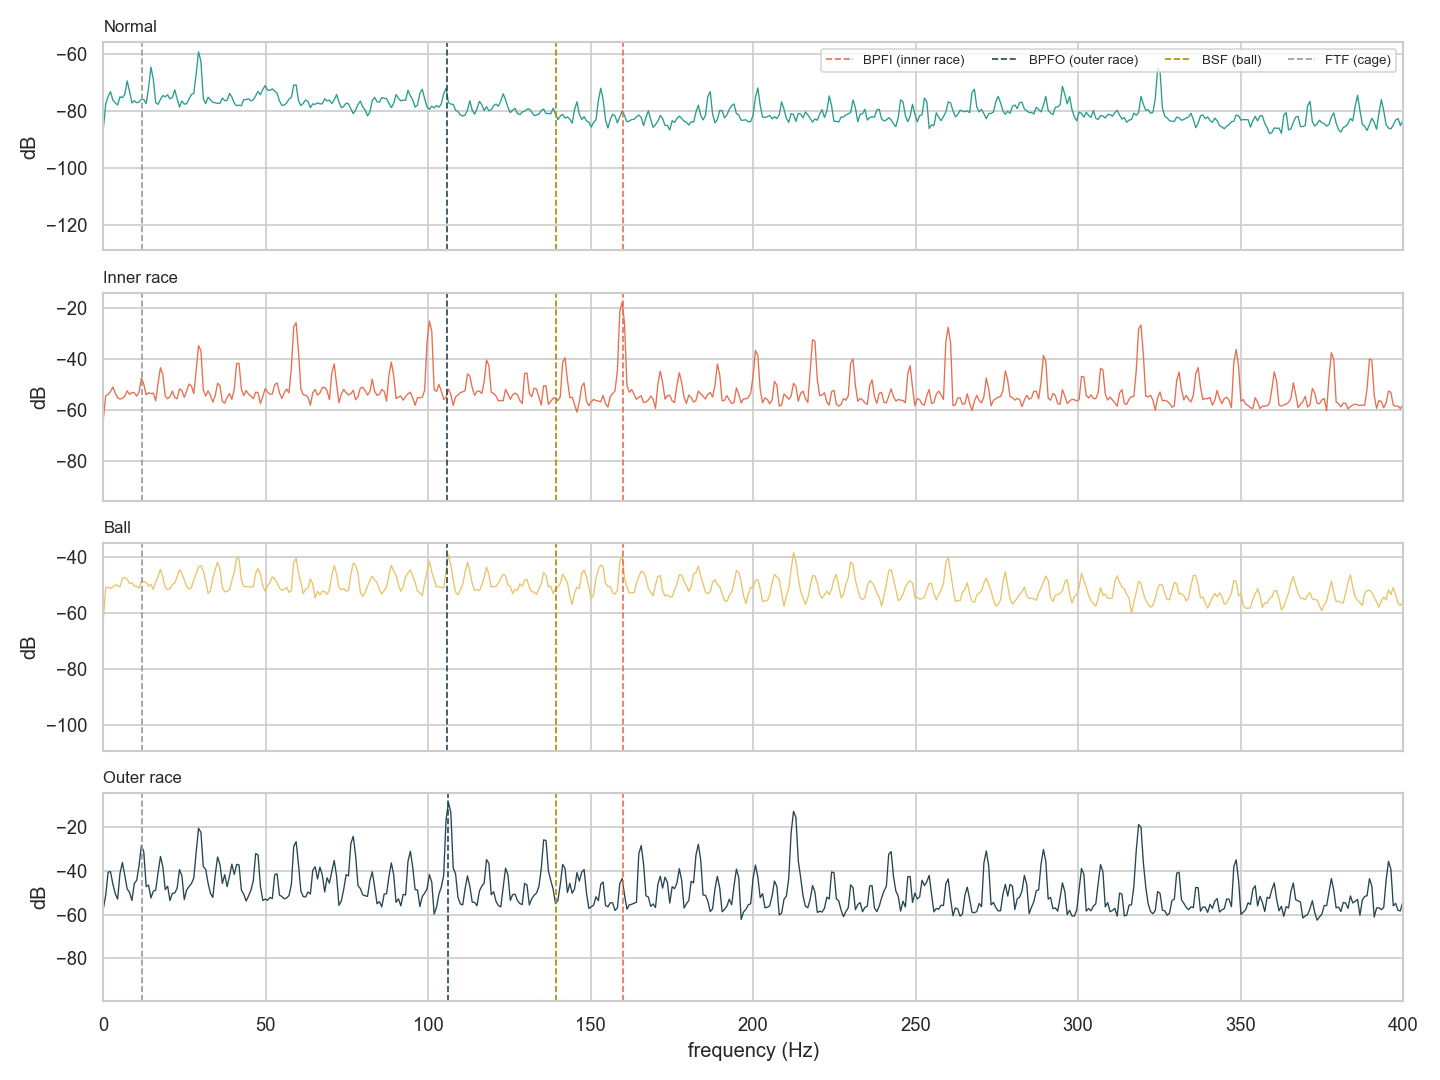 Normal
BPFI (inner race) BPFO (outer race) BSF (ball) FTF (cage)
−60
−80
−100
−120
dB
Inner race
−20
−40
−60
−80
dB
Ball
−40
−60
−80
−100
dB
Outer race
−20
−40
−60
−80
dB
0 50 100 150 200 250 300 350 400
frequency (Hz)